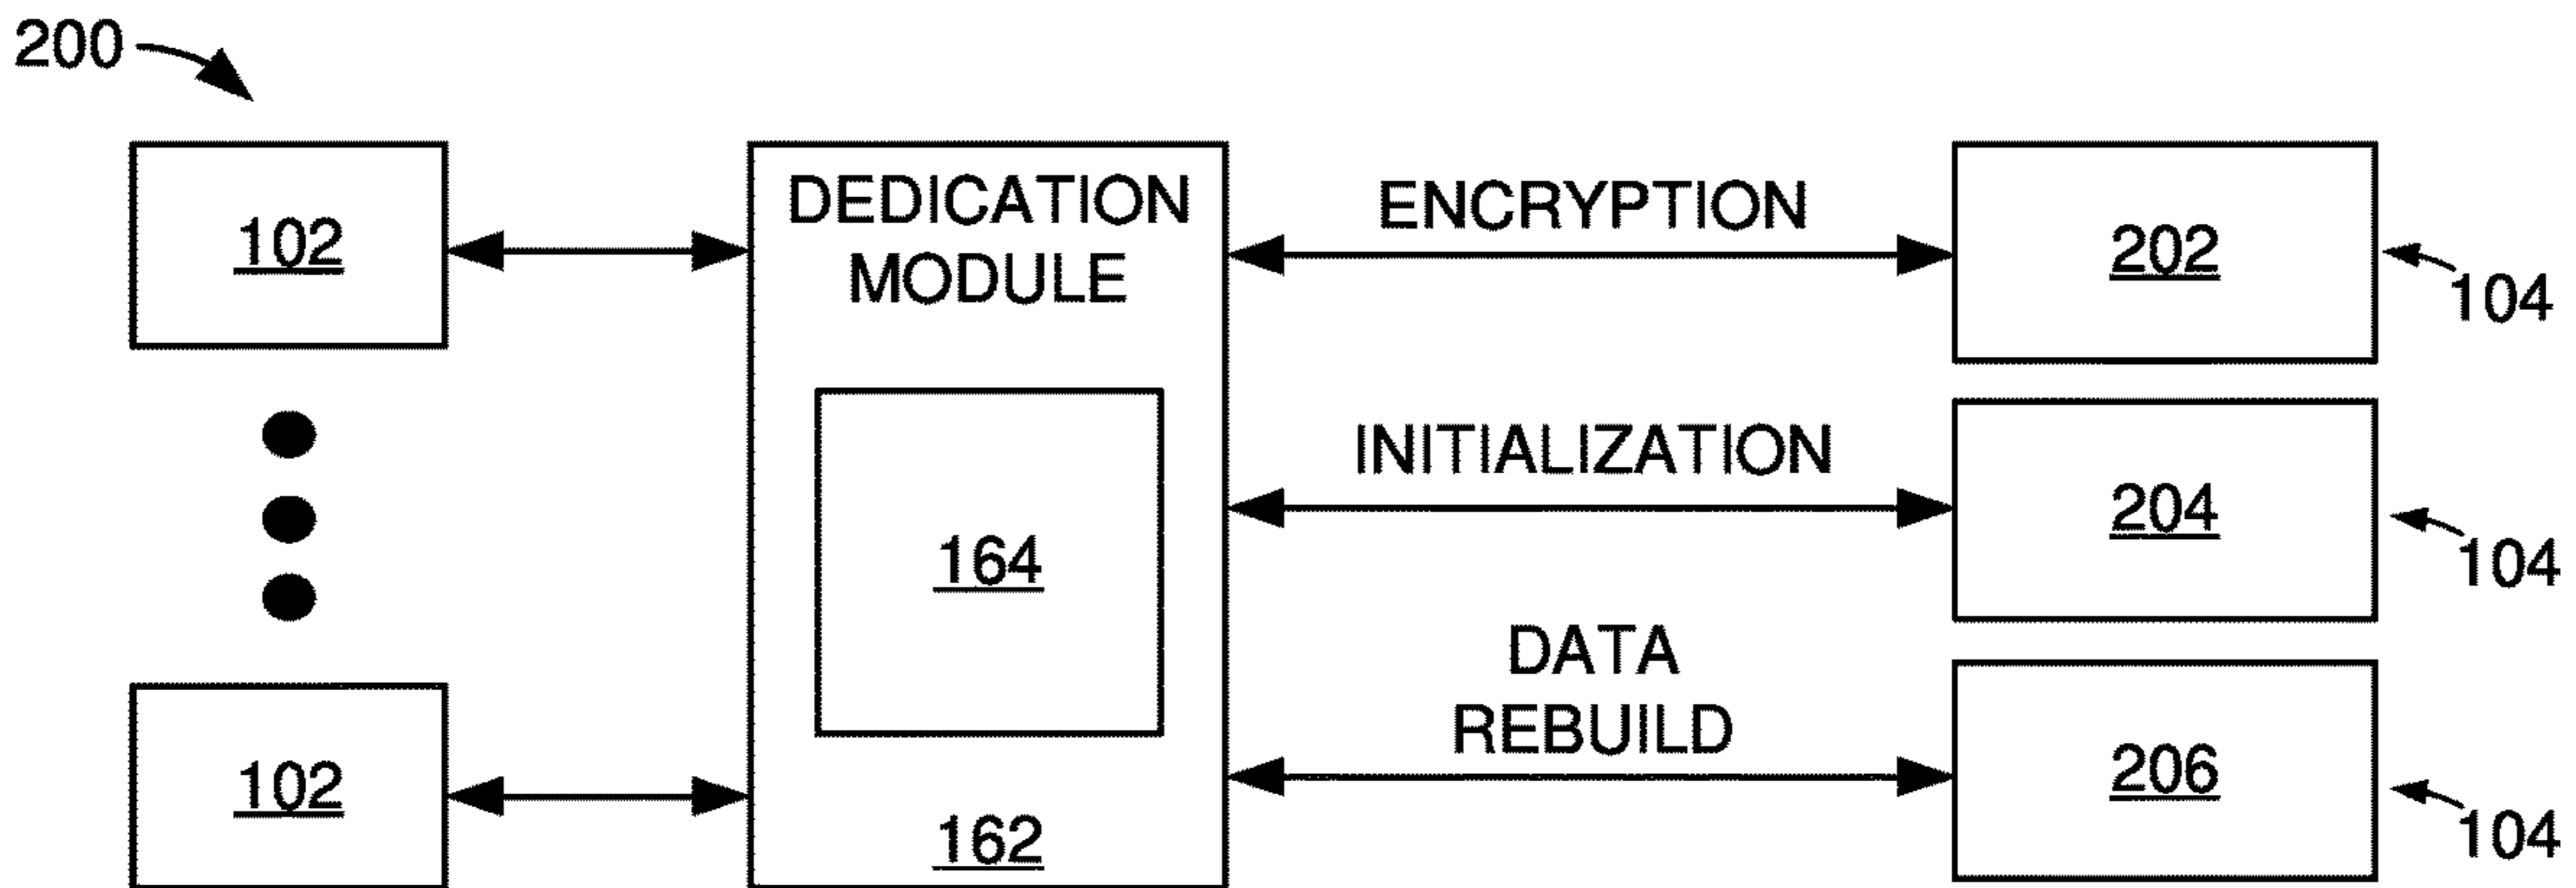 200
102
DEDICATION
MODULE
ENCRYPTION
202
104
164
INITIALIZATION
204
104
102
162
DATA
REBUILD
206
104